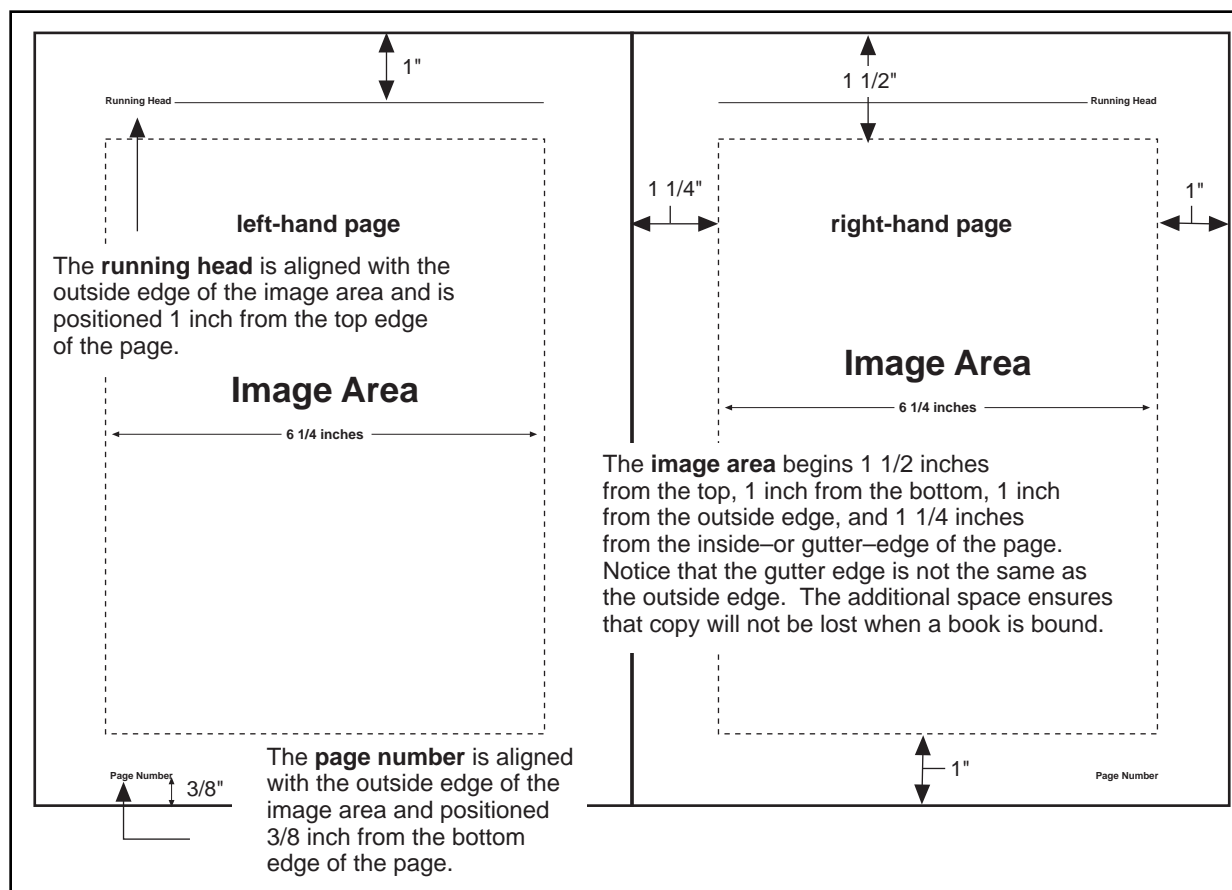 1"
Running Head
left-hand page
The running head is aligned with the
outside edge of the image area and is
positioned 1 inch from the top edge
of the page.
Image Area
6 1/4 inches
Page Number
3/8"
The page number is aligned
with the outside edge of the
image area and positioned
3/8 inch from the bottom
edge of the page.
1 1/2"
Running Head
1 1/4"
1"
right-hand page
Image Area
6 1/4 inches
The image area begins 1 1/2 inches
from the top, 1 inch from the bottom, 1 inch
from the outside edge, and 1 1/4 inches
from the inside–or gutter–edge of the page.
Notice that the gutter edge is not the same as
the outside edge.  The additional space ensures
that copy will not be lost when a book is bound.
1"
Page Number